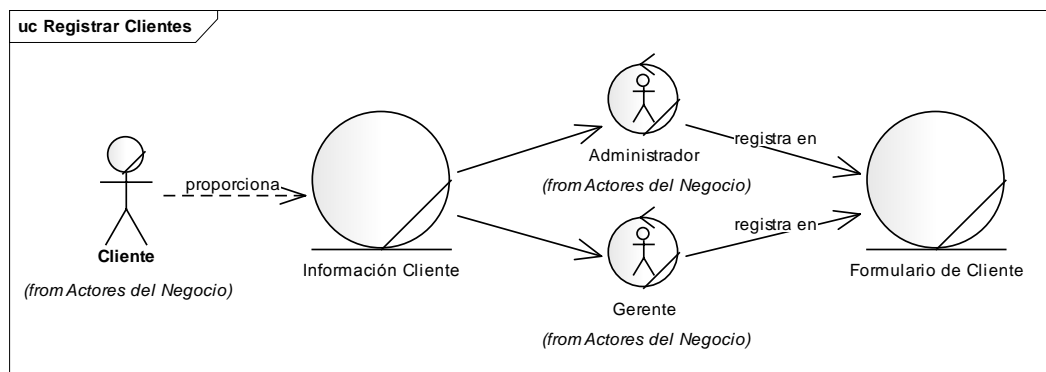 uc Registrar Clientes
Cliente
(from Actores del Negocio)
proporciona
Información Cliente
Administrador
(from Actores del Negocio)
registra en
Gerente
(from Actores del Negocio)
registra en
Formulario de Cliente